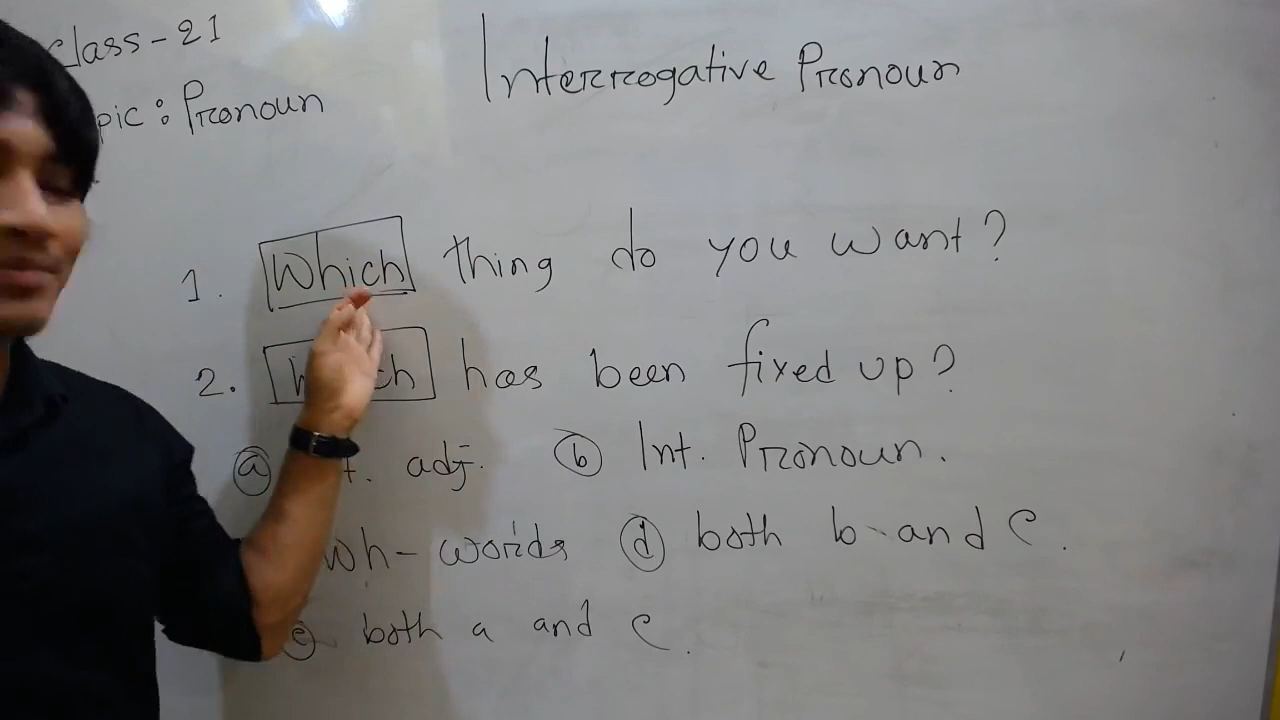 class-21
pic : Pronoun
Interrogative Pronoun
1. Which thing do you want?
2. Which has been fixed up?
a t. adj. b Int. Pronoun.
wh-words d both b and c.
e both a and c.